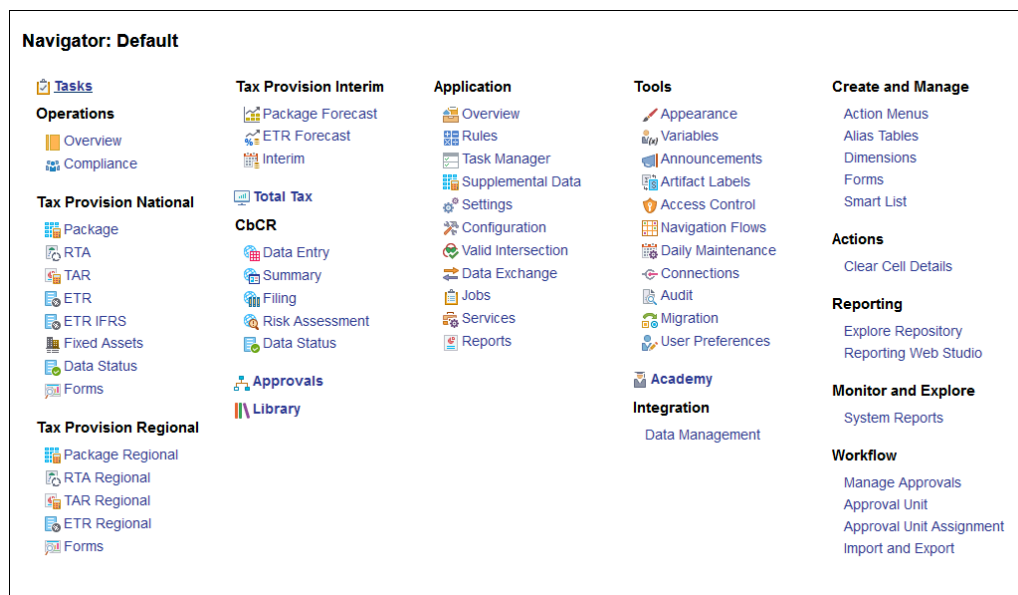 Navigator: Default
Tasks
Operations
Overview
Compliance
Tax Provision National
Package
RTA
TAR
ETR
ETR IFRS
Fixed Assets
Data Status
Forms
Tax Provision Regional
Package Regional
RTA Regional
TAR Regional
ETR Regional
Forms
Tax Provision Interim
Package Forecast
ETR Forecast
Interim
Total Tax
CbCR
Data Entry
Summary
Filing
Risk Assessment
Data Status
Approvals
Library
Application
Overview
Rules
Task Manager
Supplemental Data
Settings
Configuration
Valid Intersection
Data Exchange
Jobs
Services
Reports
Tools
Appearance
Variables
Announcements
Artifact Labels
Access Control
Navigation Flows
Daily Maintenance
Connections
Audit
Migration
User Preferences
Academy
Integration
Data Management
Create and Manage
Action Menus
Alias Tables
Dimensions
Forms
Smart List
Actions
Clear Cell Details
Reporting
Explore Repository
Reporting Web Studio
Monitor and Explore
System Reports
Workflow
Manage Approvals
Approval Unit
Approval Unit Assignment
Import and Export